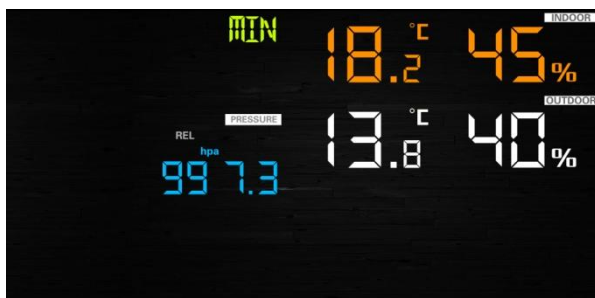 MIN
INDOOR
18.2 °C 45%
OUTDOOR
13.8 °C 40%
PRESSURE
REL
hpa
997.3